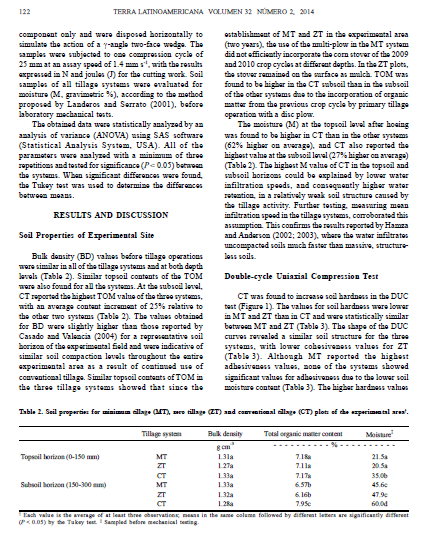 122
TERRA LATINOAMERICANA VOLUMEN 32 NÚMERO 2, 2014
component only and were disposed horizontally to
simulate the action of a γ-angle two-face wedge. The
samples were subjected to one compression cycle of
25 mm at an assay speed of 1.4 mm s-1, with the results
expressed in N and joules (J) for the cutting work. Soil
samples of all tillage systems were evaluated for
moisture (M, gravimetric %), according to the method
proposed by Landeros and Serrato (2001), before
laboratory mechanical tests.
The obtained data were statistically analyzed by an
analysis of variance (ANOVA) using SAS software
(Statistical Analysis System, USA). All of the
parameters were analyzed with a minimum of three
repetitions and tested for significance (P < 0.05) between
the systems. When significant differences were found,
the Tukey test was used to determine the differences
between means.
RESULTS AND DISCUSSION
Soil Properties of Experimental Site
Bulk density (BD) values before tillage operations
were similar in all of the tillage systems and at both depth
levels (Table 2). Similar topsoil contents of the TOM
were also found for all the systems. At the subsoil level,
CT reported the highest TOM value of the three systems,
with an average content increment of 25% relative to
the other two systems (Table 2). The values obtained
for BD were slightly higher than those reported by
Casado and Valencia (2004) for a representative soil
horizon of the experimental field and were indicative of
similar soil compaction levels throughout the entire
experimental area as a result of continued use of
conventional tillage. Similar topsoil contents of TOM in
the three tillage systems showed that since the
establishment of MT and ZT in the experimental area
(two years), the use of the multi-plow in the MT system
did not efficiently incorporate the corn stover of the 2009
and 2010 crop cycles at different depths. In the ZT plots,
the stover remained on the surface as mulch. TOM was
found to be higher in the CT subsoil than in the subsoil
of the other systems due to the incorporation of organic
matter from the previous crop cycle by primary tillage
operation with a disc plow.
The moisture (M) at the topsoil level after hoeing
was found to be higher in CT than in the other systems
(62% higher on average), and CT also reported the
highest value at the subsoil level (27% higher on average)
(Table 2). The highest M value of CT in the topsoil and
subsoil horizons could be explained by lower water
infiltration speeds, and consequently higher water
retention, in a relatively weak soil structure caused by
the tillage activity. Further testing, measuring mean
infiltration speed in the tillage systems, corroborated this
assumption. This confirms the results reported by Hamza
and Anderson (2002; 2003), where the water infiltrates
uncompacted soils much faster than massive, structure-
less soils.
Double-cycle Uniaxial Compression Test
CT was found to increase soil hardness in the DUC
test (Figure 1). The values for soil hardness were lower
in MT and ZT than in CT and were statistically similar
between MT and ZT (Table 3). The shape of the DUC
curves revealed a similar soil structure for the three
systems, with lower cohesiveness values for ZT
(Table 3). Although MT reported the highest
adhesiveness values, none of the systems showed
significant values for adhesiveness due to the lower soil
moisture content (Table 3). The higher hardness values
Table 2. Soil properties for minimum tillage (MT), zero tillage (ZT) and conventional tillage (CT) plots of the experimental area1.
Tillage system Bulk density Total organic matter content Moisture2
g cm-3 - - - - - - - - - - % - - - - - - - - - -
Topsoil horizon (0-150 mm) MT 1.31a 7.18a 21.5a
ZT 1.27a 7.11a 20.5a
CT 1.33a 7.17a 35.0b
Subsoil horizon (150-300 mm) MT 1.33a 6.57b 45.6c
ZT 1.32a 6.16b 47.9c
CT 1.28a 7.95c 60.0d
1 Each value is the average of at least three observations; means in the same column followed by different letters are significantly different
(P < 0.05) by the Tukey test. 2 Sampled before mechanical testing.